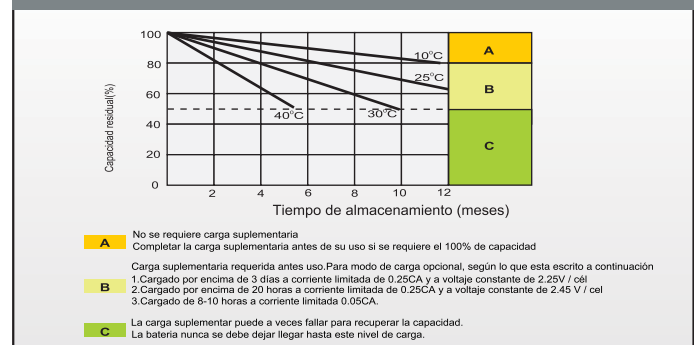 100
80
60
40
20
0
Capacidad residual(%)
10°C
25°C
30°C
40°C
A
B
C
2 4 6 8 10 12
Tiempo de almacenamiento (meses)
A
No se requiere carga suplementaria
Completar la carga suplementaria antes de su uso si se requiere el 100% de capacidad
B
Carga suplementaria requerida antes uso.Para modo de carga opcional, según lo que esta escrito a continuación
1.Cargado por encima de 3 días a corriente limitada de 0.25CA y a voltaje constante de 2.25V / cél
2.Cargado por encima de 20 horas a corriente limitada de 0.25CA y a voltaje constante de 2.45 V / cel
3.Cargado de 8-10 horas a corriente limitada 0.05CA.
C
La carga suplementar puede a veces fallar para recuperar la capacidad.
La bateria nunca se debe dejar llegar hasta este nivel de carga.